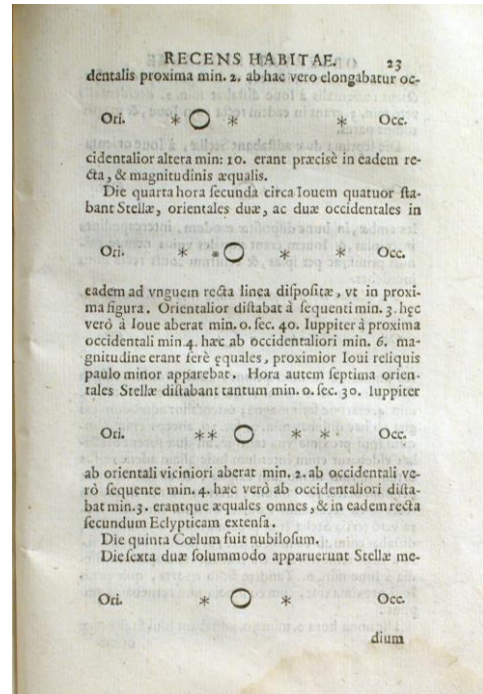 RECENS HABITAE. 23
dentalis proxima min. 2. ab hac vero elongabatur oc-
Ori. * O * * Occ.
cidentalior altera min: 10. erant præcisè in eadem re-
cta, & magnitudinis æqualis.
Die quarta hora secunda circa Iouem quatuor sta-
bant Stellæ, orientales duæ, ac duæ occidentales in
Ori. * * O * * Occ.
eadem ad vnguem recta linea dispositæ, vt in proxi-
ma figura. Orientalior distabat à sequenti min. 3. hęc
verò à Ioue aberat min. 0. sec. 40. Iuppiter à proxima
occidentali min 4. hæc ab occidentaliori min. 6. ma-
gnitudine erant ferè ęquales, proximior Ioui reliquis
paulo minor apparebat. Hora autem septima orien-
tales Stellæ distabant tantum min. 0. sec. 30. Iuppiter
Ori. ** O * * Occ.
ab orientali viciniori aberat min. 2. ab occidentali ve-
rò sequente min. 4. hæc verò ab occidentaliori dista-
bat min. 3. erantque æquales omnes, & in eadem recta
secundum Eclypticam extensa.
Die quinta Cœlum fuit nubilosum.
Die sexta duæ solummodo apparuerunt Stellæ me-
Ori. * O * Occ.
dium